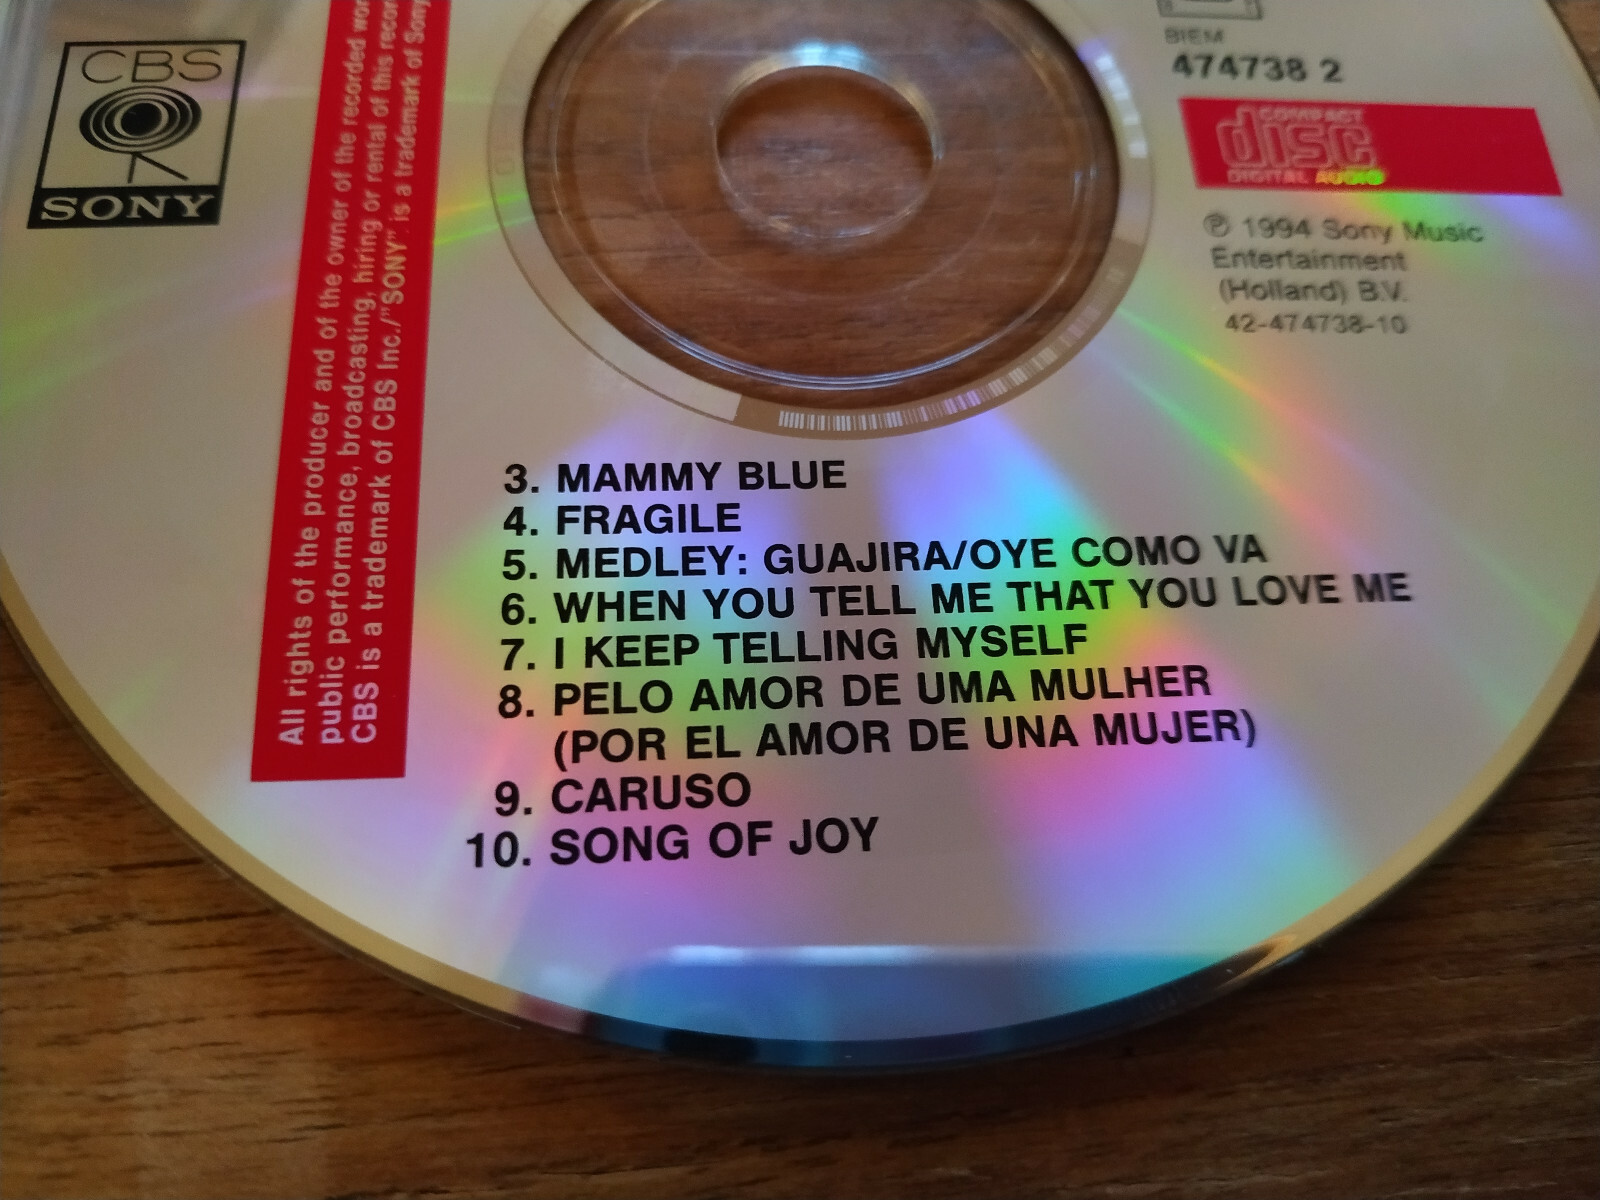 CBS
SONY
All rights of the producer and of the owner of the recorded
public performance, broadcasting, hiring or rental of this
CBS is a trademark of CBS Inc./"SONY" is a trademark of Sony
BIEM
474738 2
COMPACT
disc
DIGITAL AUDIO
℗ 1994 Sony Music
Entertainment
(Holland) B.V.
42-474738-10
3. MAMMY BLUE
4. FRAGILE
5. MEDLEY: GUAJIRA/OYE COMO VA
6. WHEN YOU TELL ME THAT YOU LOVE ME
7. I KEEP TELLING MYSELF
8. PELO AMOR DE UMA MULHER
(POR EL AMOR DE UNA MUJER)
9. CARUSO
10. SONG OF JOY